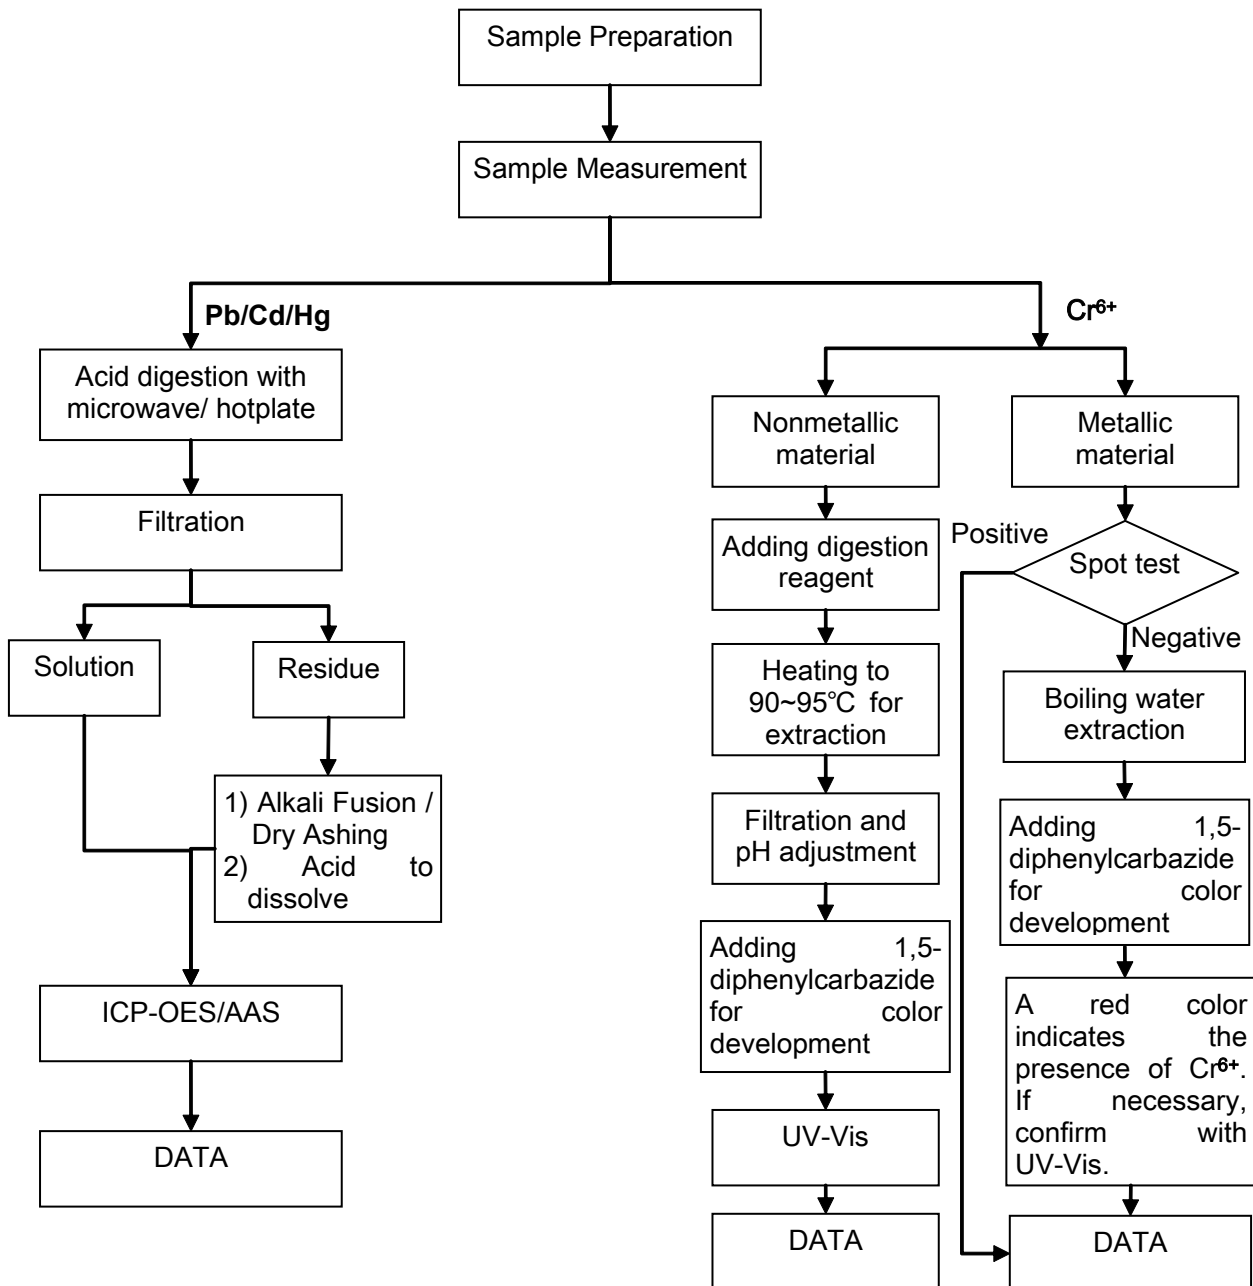 Sample Preparation
Sample Measurement
Pb/Cd/Hg
Cr⁶⁺
Acid digestion with
microwave/ hotplate
Filtration
Solution
Residue
1) Alkali Fusion /
Dry Ashing
2) Acid to
dissolve
ICP-OES/AAS
DATA
Nonmetallic
material
Adding digestion
reagent
Heating to
90~95℃ for
extraction
Filtration and
pH adjustment
Adding 1,5-
diphenylcarbazide
for color
development
UV-Vis
DATA
Metallic
material
Positive
Spot test
Negative
Boiling water
extraction
Adding 1,5-
diphenylcarbazide
for color
development
A red color
indicates the
presence of Cr⁶⁺.
If necessary,
confirm with
UV-Vis.
DATA